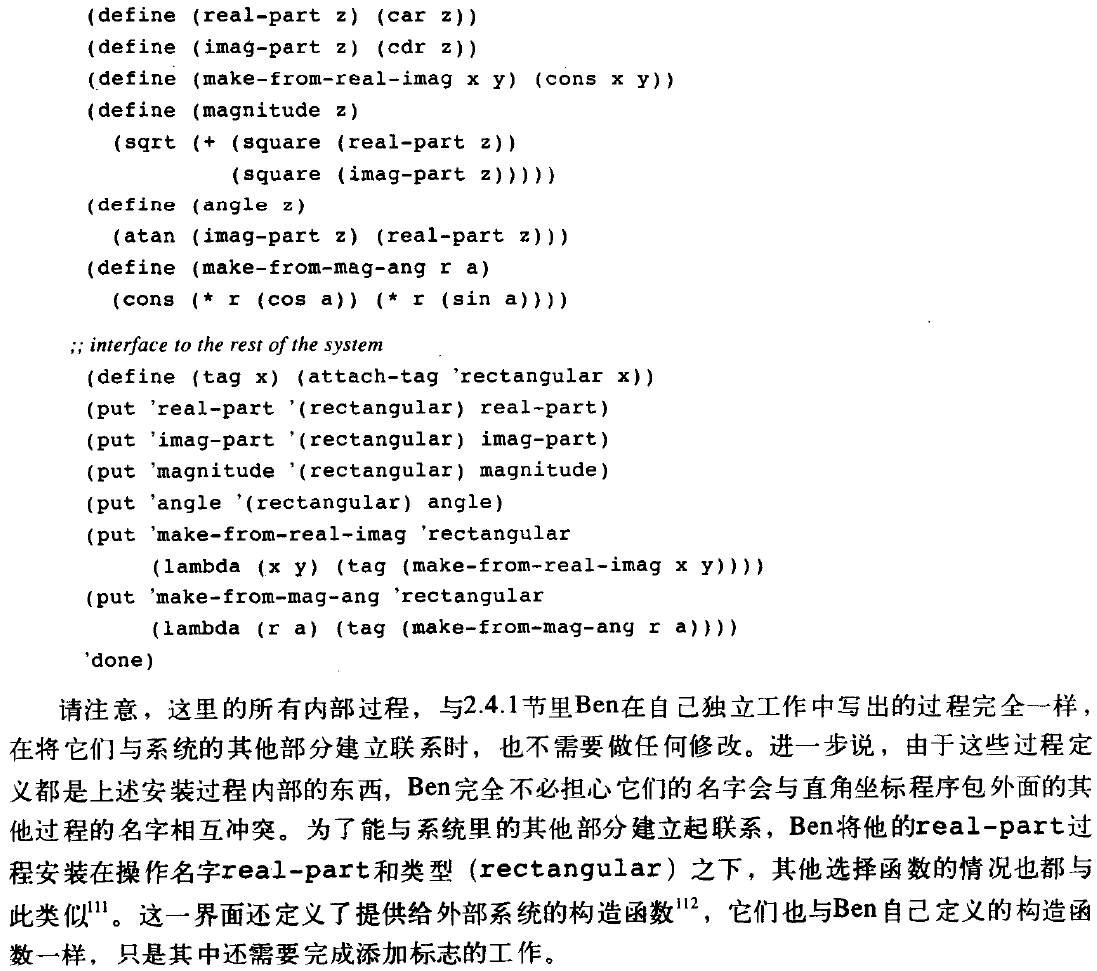 (define (real-part z) (car z))
(define (imag-part z) (cdr z))
(define (make-from-real-imag x y) (cons x y))
(define (magnitude z)
  (sqrt (+ (square (real-part z))
           (square (imag-part z)))))
(define (angle z)
  (atan (imag-part z) (real-part z)))
(define (make-from-mag-ang r a)
  (cons (* r (cos a)) (* r (sin a))))
;; interface to the rest of the system
(define (tag x) (attach-tag 'rectangular x))
(put 'real-part '(rectangular) real-part)
(put 'imag-part '(rectangular) imag-part)
(put 'magnitude '(rectangular) magnitude)
(put 'angle '(rectangular) angle)
(put 'make-from-real-imag 'rectangular
     (lambda (x y) (tag (make-from-real-imag x y))))
(put 'make-from-mag-ang 'rectangular
     (lambda (r a) (tag (make-from-mag-ang r a))))
'done)
请注意，这里的所有内部过程，与2.4.1节里Ben在自己独立工作中写出的过程完全一样，
在将它们与系统的其他部分建立联系时，也不需要做任何修改。进一步说，由于这些过程定
义都是上述安装过程内部的东西，Ben完全不必担心它们的名字会与直角坐标程序包外面的其
他过程的名字相互冲突。为了能与系统里的其他部分建立起联系，Ben将他的real-part过
程安装在操作名字real-part和类型（rectangular）之下，其他选择函数的情况也都与
此类似111。这一界面还定义了提供给外部系统的构造函数112，它们也与Ben自己定义的构造函
数一样，只是其中还需要完成添加标志的工作。